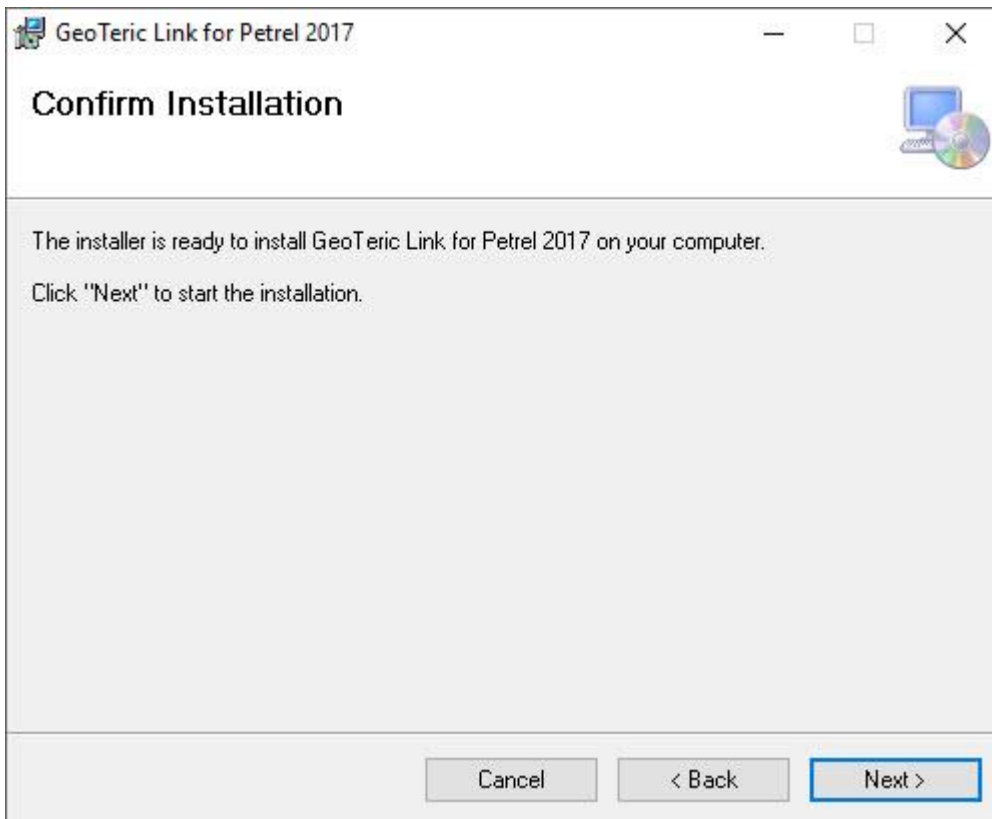 GeoTeric Link for Petrel 2017
Confirm Installation
The installer is ready to install GeoTeric Link for Petrel 2017 on your computer.
Click "Next" to start the installation.
Cancel
< Back
Next >